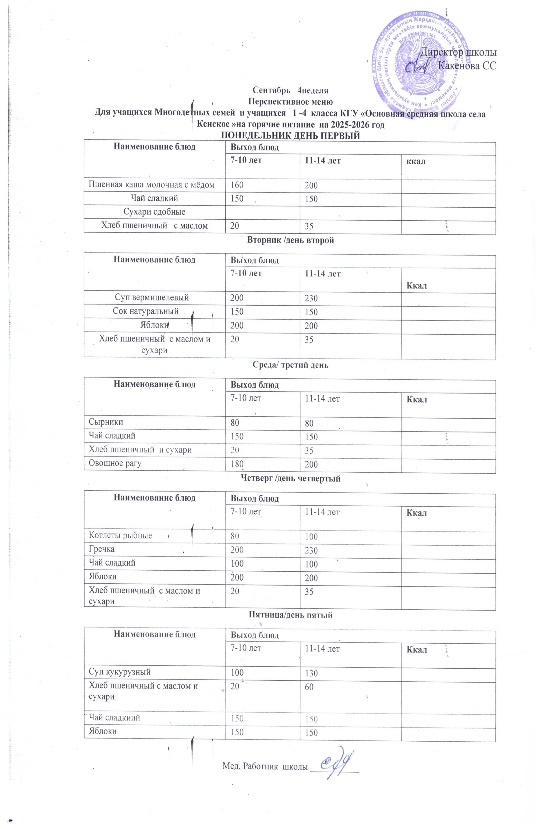 Директор школы
Какенова СС
Сентябрь 4неделя
Перспективное меню
Для учащихся Многодетных семей и учащихся 1 -4 класса КГУ «Основная средняя школа села
Кенское »на горячие питание на 2025-2026 год
ПОНЕДЕЛЬНИК ДЕНЬ ПЕРВЫЙ
Наименование блюд Выход блюд
7-10 лет 11-14 лет ккал
Пшенная каша молочная с мёдом 160 200
Чай сладкий 150 150
Сухари сдобные
Хлеб пшеничный с маслом 20 35
Вторник /день второй
Наименование блюд Выход блюд
7-10 лет 11-14 лет
Ккал
Суп вермишелевый 200 230
Сок натуральный 150 150
Яблоки 200 200
Хлеб пшеничный с маслом и 20 35
сухари
Среда/ третий день
Наименование блюд Выход блюд
7-10 лет 11-14 лет Ккал
Сырники 80 80
Чай сладкий 150 150
Хлеб пшеничный и сухари 20 35
Овощное рагу 180 200
Четверг /день четвертый
Наименование блюд Выход блюд
7-10 лет 11-14 лет Ккал
Котлеты рыбные 80 100
Гречка 200 230
Чай сладкий 100 100
Яблоки 200 200
Хлеб пшеничный с маслом и 20 35
сухари
Пятница/день пятый
Наименование блюд Выход блюд
7-10 лет 11-14 лет Ккал
Суп кукурузный 100 130
Хлеб пшеничный с маслом и 20 60
сухари
Чай сладкиий 150 150
Яблоки 150 150
Мед. Работник школы